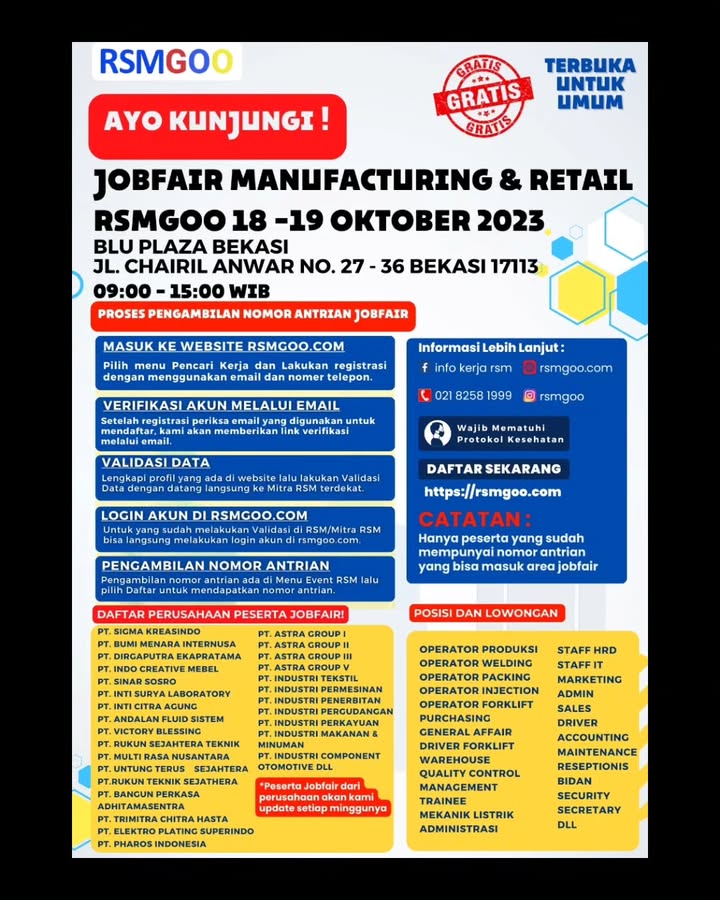 RSMGOO
GRATIS
GRATIS
GRATIS
TERBUKA
UNTUK
UMUM
AYO KUNJUNGI !
JOBFAIR MANUFACTURING & RETAIL
RSMGOO 18 -19 OKTOBER 2023
BLU PLAZA BEKASI
JL. CHAIRIL ANWAR NO. 27 - 36 BEKASI 17113
09:00 - 15:00 WIB
PROSES PENGAMBILAN NOMOR ANTRIAN JOBFAIR
MASUK KE WEBSITE RSMGOO.COM
Pilih menu Pencari Kerja dan Lakukan registrasi
dengan menggunakan email dan nomer telepon.
VERIFIKASI AKUN MELALUI EMAIL
Setelah registrasi periksa email yang digunakan untuk
mendaftar, kami akan memberikan link verifikasi
melalui email.
VALIDASI DATA
Lengkapi profil yang ada di website lalu lakukan Validasi
Data dengan datang langsung ke Mitra RSM terdekat.
LOGIN AKUN DI RSMGOO.COM
Untuk yang sudah melakukan Validasi di RSM/Mitra RSM
bisa langsung melakukan login akun di rsmgoo.com.
PENGAMBILAN NOMOR ANTRIAN
Pengambilan nomor antrian ada di Menu Event RSM lalu
pilih Daftar untuk mendapatkan nomor antrian.
Informasi Lebih Lanjut :
info kerja rsm
rsmgoo.com
021 8258 1999
rsmgoo
Wajib Mematuhi
Protokol Kesehatan
DAFTAR SEKARANG
https://rsmgoo.com
CATATAN :
Hanya peserta yang sudah
mempunyai nomor antrian
yang bisa masuk area jobfair
DAFTAR PERUSAHAAN PESERTA JOBFAIR!
PT. SIGMA KREASINDO
PT. BUMI MENARA INTERNUSA
PT. DIRGAPUTRA EKAPRATAMA
PT. INDO CREATIVE MEBEL
PT. SINAR SOSRO
PT. INTI SURYA LABORATORY
PT. INTI CITRA AGUNG
PT. ANDALAN FLUID SISTEM
PT. VICTORY BLESSING
PT. RUKUN SEJAHTERA TEKNIK
PT. MULTI RASA NUSANTARA
PT. UNTUNG TERUS SEJAHTERA
PT.RUKUN TEKNIK SEJATHERA
PT. BANGUN PERKASA
ADHITAMASENTRA
PT. TRIMITRA CHITRA HASTA
PT. ELEKTRO PLATING SUPERINDO
PT. PHAROS INDONESIA
PT. ASTRA GROUP I
PT. ASTRA GROUP II
PT. ASTRA GROUP III
PT. ASTRA GROUP V
PT. INDUSTRI TEKSTIL
PT. INDUSTRI PERMESINAN
PT. INDUSTRI PENERBITAN
PT. INDUSTRI PERGUDANGAN
PT. INDUSTRI PERKAYUAN
PT. INDUSTRI MAKANAN &
MINUMAN
PT. INDUSTRI COMPONENT
OTOMOTIVE DLL
*Peserta Jobfair dari
perusahaan akan kami
update setiap minggunya
POSISI DAN LOWONGAN
OPERATOR PRODUKSI
OPERATOR WELDING
OPERATOR PACKING
OPERATOR INJECTION
OPERATOR FORKLIFT
PURCHASING
GENERAL AFFAIR
DRIVER FORKLIFT
WAREHOUSE
QUALITY CONTROL
MANAGEMENT
TRAINEE
MEKANIK LISTRIK
ADMINISTRASI
STAFF HRD
STAFF IT
MARKETING
ADMIN
SALES
DRIVER
ACCOUNTING
MAINTENANCE
RESEPTIONIS
BIDAN
SECURITY
SECRETARY
DLL